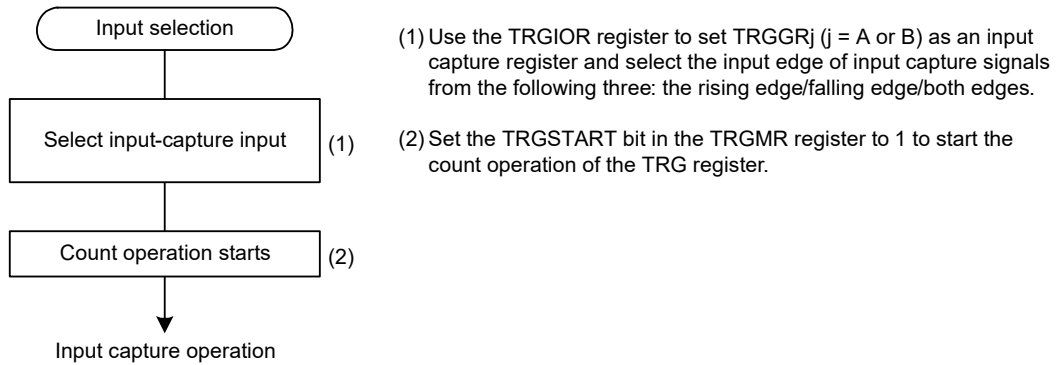 Input selection
Select input-capture input
(1)
Count operation starts
(2)
Input capture operation
(1) Use the TRGIOR register to set TRGGRj (j = A or B) as an input
capture register and select the input edge of input capture signals
from the following three: the rising edge/falling edge/both edges.
(2) Set the TRGSTART bit in the TRGMR register to 1 to start the
count operation of the TRG register.